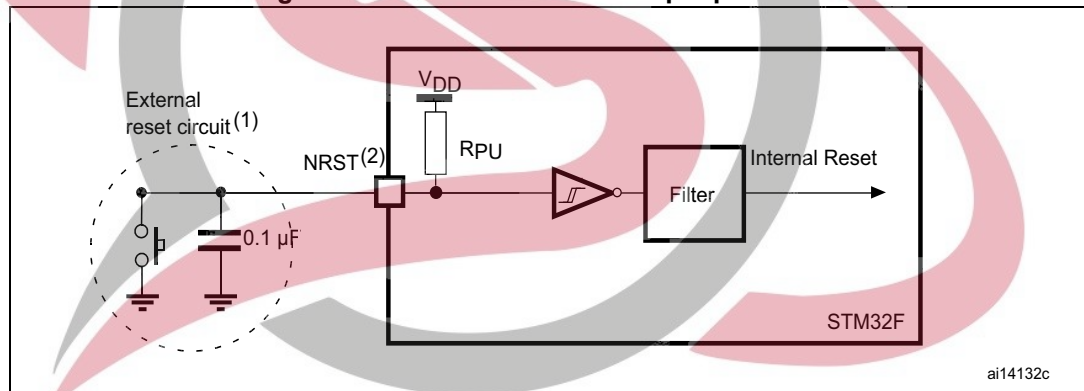 External
reset circuit(1)
NRST(2)
VDD
RPU
0.1 µF
Filter
Internal Reset
STM32F
ai14132c